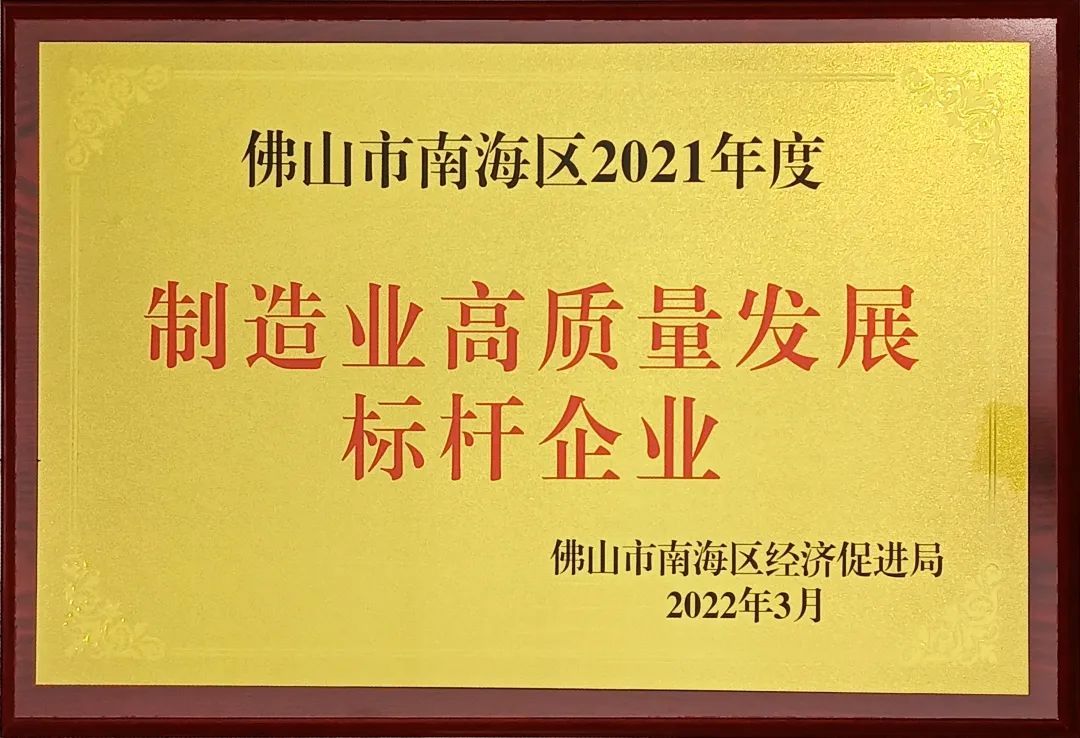 佛山市南海区2021年度
制造业高质量发展
标杆企业
佛山市南海区经济促进局
2022年3月